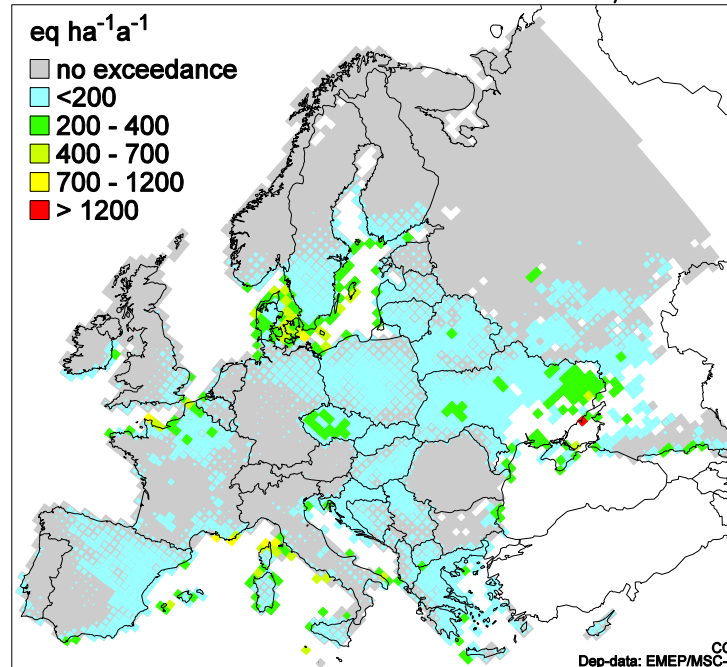 eq ha⁻¹a⁻¹
no exceedance
<200
200 - 400
400 - 700
700 - 1200
> 1200
Dep-data: EMEP/MSC-